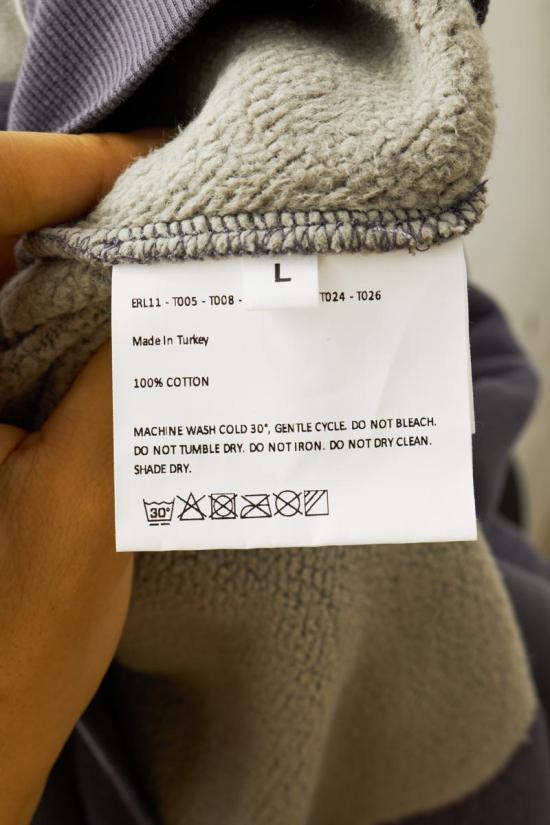 L
ERL11 - T005 - T08 - T024 - T026
Made In Turkey
100% COTTON
MACHINE WASH COLD 30°, GENTLE CYCLE. DO NOT BLEACH.
DO NOT TUMBLE DRY. DO NOT IRON. DO NOT DRY CLEAN.
SHADE DRY.
30°